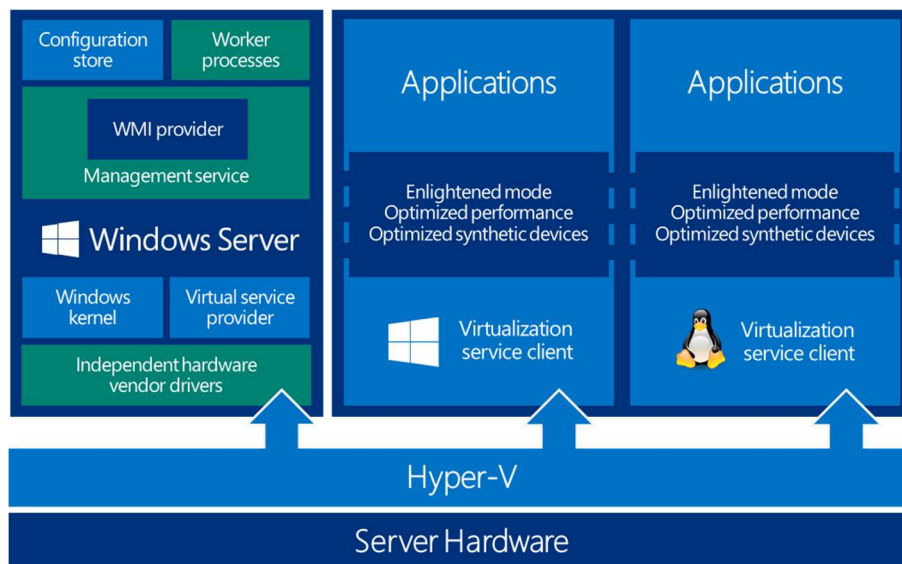 Configuration
store
Worker
processes
WMI provider
Management service
Windows Server
Windows
kernel
Virtual service
provider
Independent hardware
vendor drivers
Applications
Enlightened mode
Optimized performance
Optimized synthetic devices
Virtualization
service client
Applications
Enlightened mode
Optimized performance
Optimized synthetic devices
Virtualization
service client
Hyper-V
Server Hardware